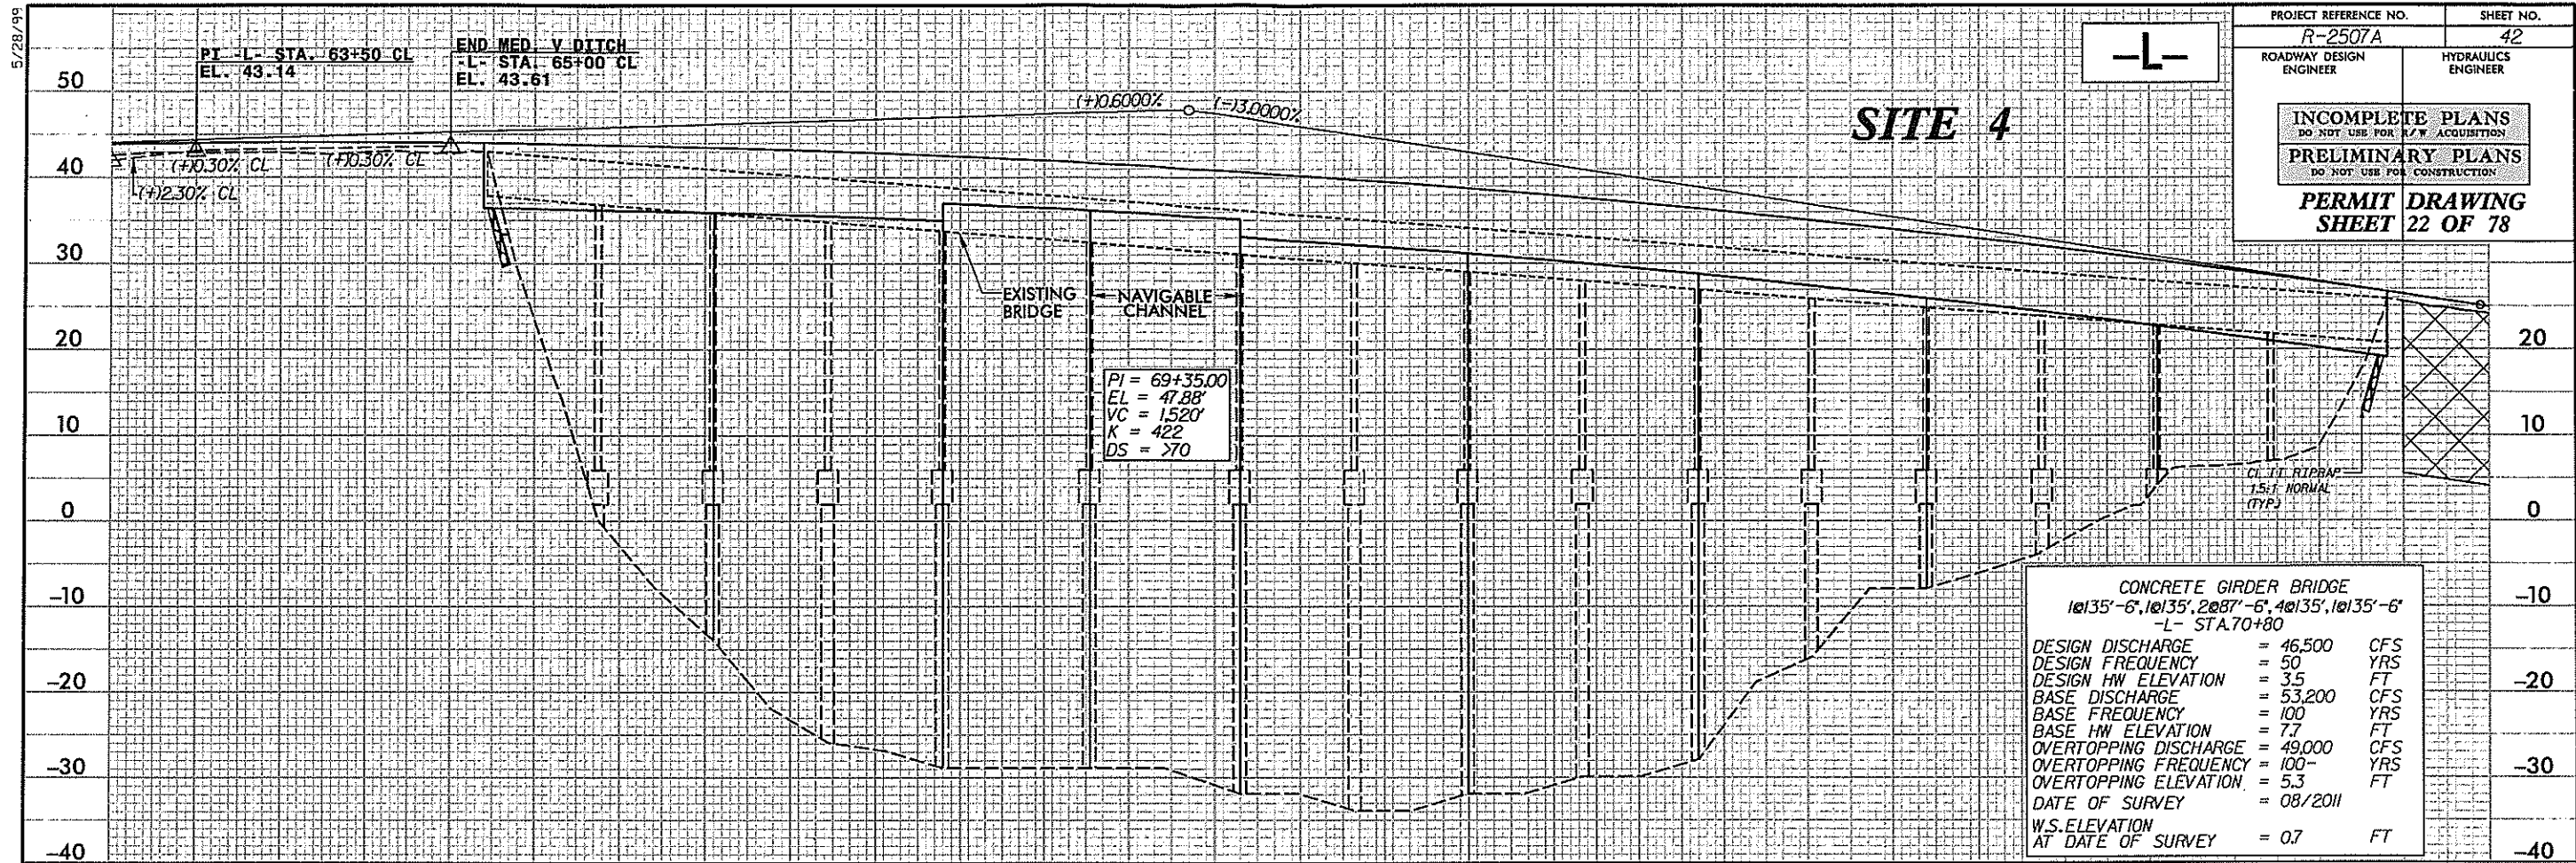 5/28/99
PI -L- STA. 63+50 CL
EL. 43.14
END MED. V DITCH
-L- STA. 65+00 CL
EL. 43.61
(+)0.6000%
(-)3.0000%
-L-
SITE 4
PROJECT REFERENCE NO.
SHEET NO.
R-2507A
42
ROADWAY DESIGN
ENGINEER
HYDRAULICS
ENGINEER
INCOMPLETE PLANS
DO NOT USE FOR R/W ACQUISITION
PRELIMINARY PLANS
DO NOT USE FOR CONSTRUCTION
PERMIT DRAWING
SHEET 22 OF 78
50
40
30
20
10
0
-10
-20
-30
-40
(+)0.30% CL
(+)0.30% CL
(+)2.30% CL
EXISTING
BRIDGE
NAVIGABLE
CHANNEL
PI = 69+35.00
EL = 47.88'
VC = 1,520'
K = 422
DS = >70
CL. II RIPRAP
1.5:1 NORMAL
(TYP.)
20
10
0
-10
-20
-30
-40
CONCRETE GIRDER BRIDGE
1@135'-6", 1@135', 2@87'-6", 4@135', 1@135'-6"
-L- STA.70+80
DESIGN DISCHARGE = 46,500 CFS
DESIGN FREQUENCY = 50 YRS
DESIGN HW ELEVATION = 3.5 FT
BASE DISCHARGE = 53,200 CFS
BASE FREQUENCY = 100 YRS
BASE HW ELEVATION = 7.7 FT
OVERTOPPING DISCHARGE = 49,000 CFS
OVERTOPPING FREQUENCY = 100- YRS
OVERTOPPING ELEVATION = 5.3 FT
DATE OF SURVEY = 08/2011
W.S. ELEVATION
AT DATE OF SURVEY = 0.7 FT